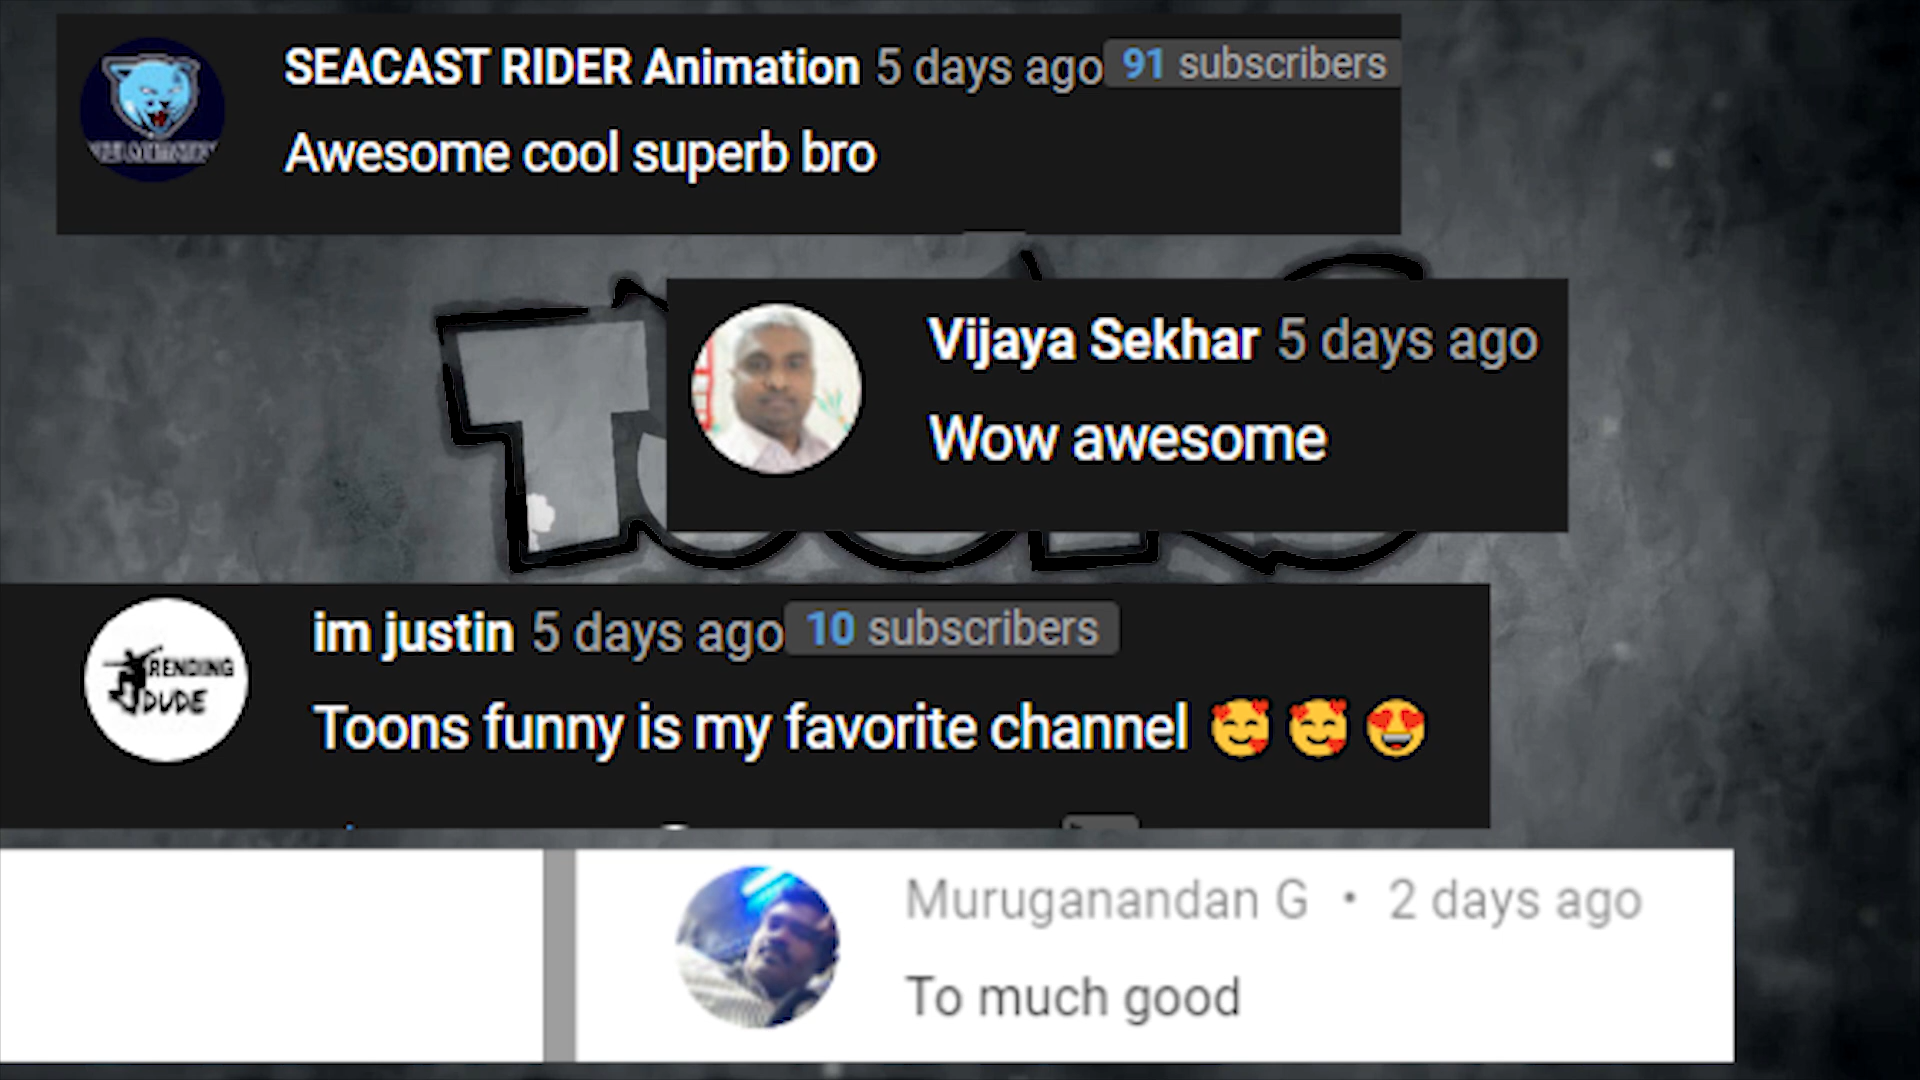 SEACAST RIDER Animation 5 days ago 91 subscribers
Awesome cool superb bro
Vijaya Sekhar 5 days ago
Wow awesome
im justin 5 days ago 10 subscribers
RENDING
DUDE
Toons funny is my favorite channel 🥰 🥰 😍
Muruganandan G • 2 days ago
To much good